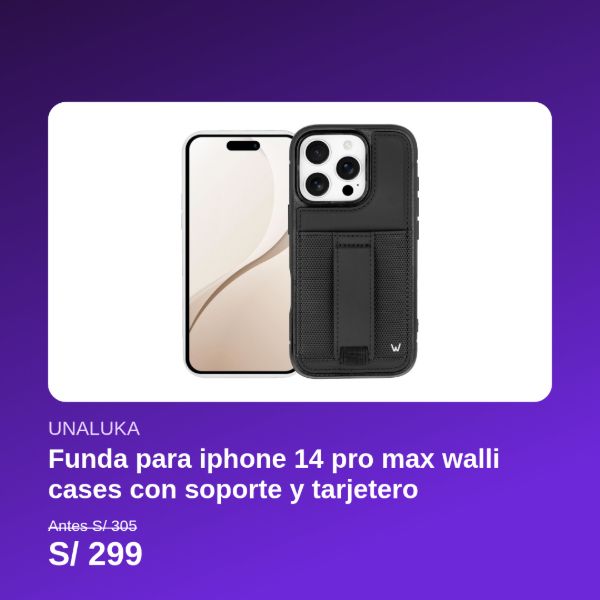 W
UNALUKA
Funda para iphone 14 pro max walli
cases con soporte y tarjetero
Antes S/ 305
S/ 299